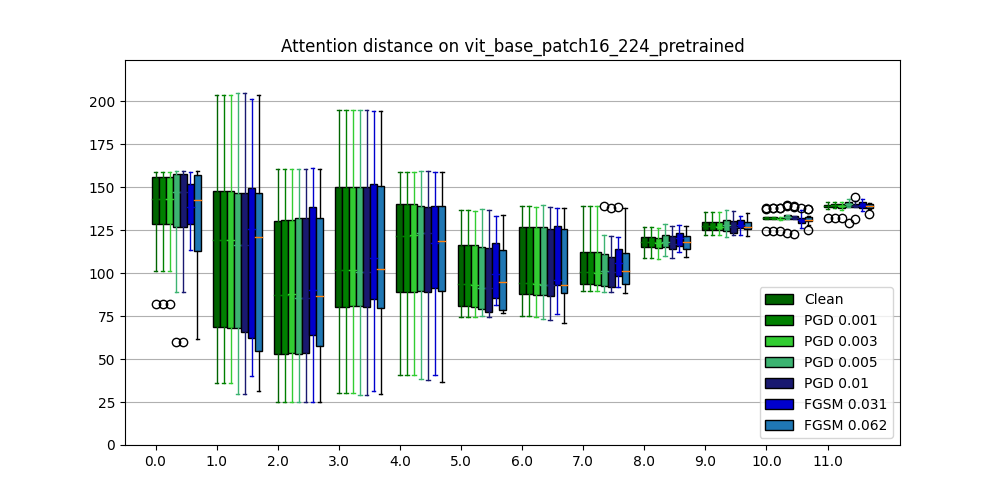 Attention distance on vit_base_patch16_224_pretrained
200
175
150
125
100
75
50
25
0
0.0 1.0 2.0 3.0 4.0 5.0 6.0 7.0 8.0 9.0 10.0 11.0
Clean
PGD 0.001
PGD 0.003
PGD 0.005
PGD 0.01
FGSM 0.031
FGSM 0.062